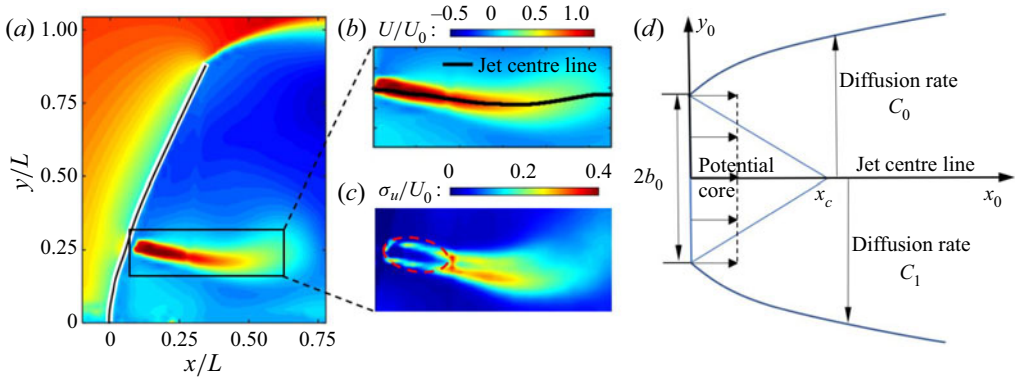 (a)
1.00
0.75
0.50
0.25
0
y/L
0
0.25
0.50
0.75
x/L
(b)
U/U₀:
−0.5 0 0.5 1.0
Jet centre line
(c)
σᵤ/U₀:
0 0.2 0.4
(d)
y₀
Diffusion rate
C₀
2b₀
Potential
core
Jet centre line
x_c
x₀
Diffusion rate
C₁